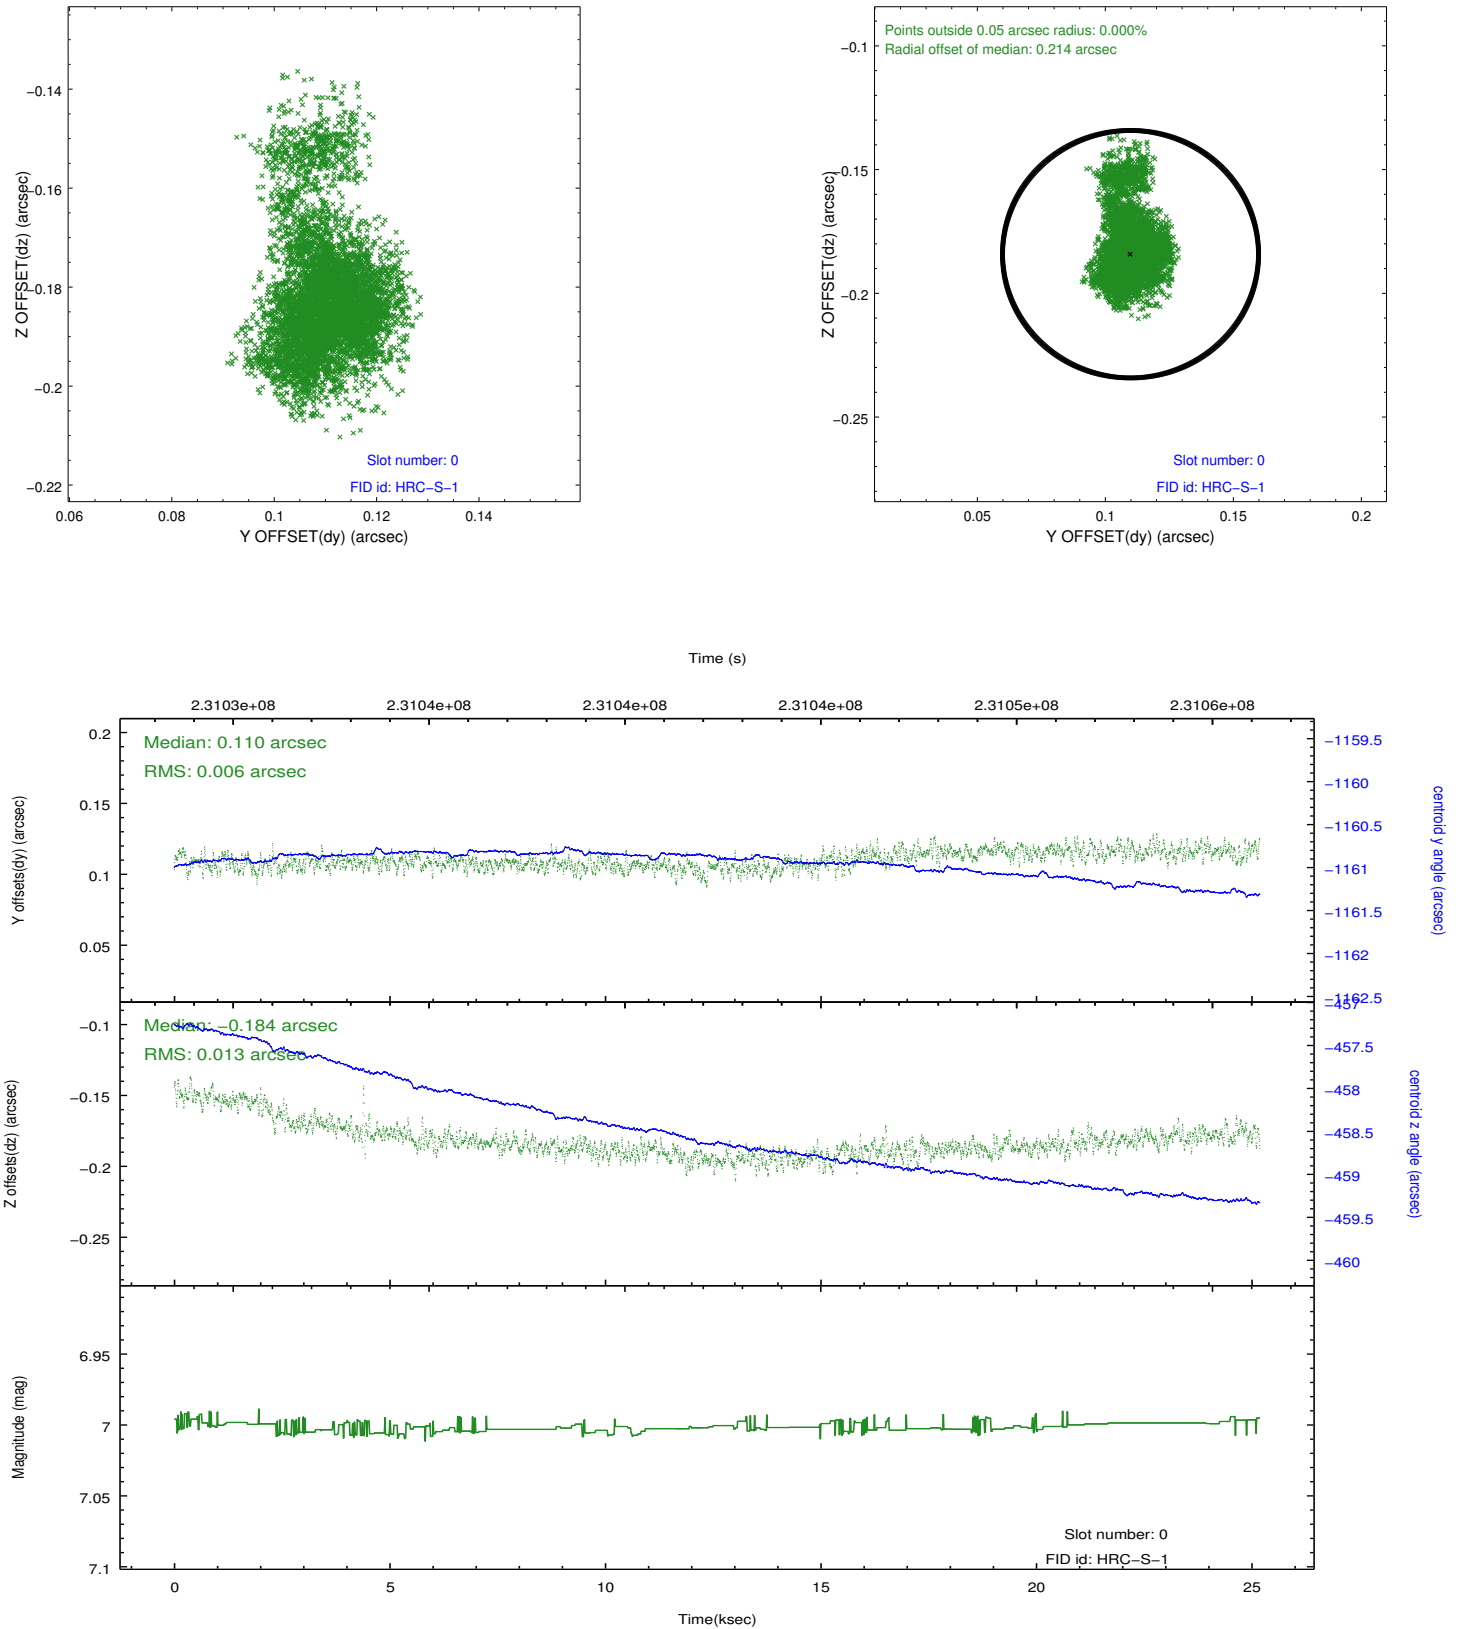 Points outside 0.05 arcsec radius: 0.000%
Radial offset of median: 0.214 arcsec
−0.14
−0.16
−0.18
−0.2
−0.22
Z OFFSET(dz) (arcsec)
Slot number: 0
FID id: HRC−S−1
0.06 0.08 0.1 0.12 0.14
Y OFFSET(dy) (arcsec)
−0.1
−0.15
−0.2
−0.25
Z OFFSET(dz) (arcsec)
Slot number: 0
FID id: HRC−S−1
0.05 0.1 0.15 0.2
Y OFFSET(dy) (arcsec)
Time (s)
2.3103e+08 2.3104e+08 2.3104e+08 2.3104e+08 2.3105e+08 2.3106e+08
Median: 0.110 arcsec
RMS: 0.006 arcsec
0.2
0.15
0.1
0.05
Y offsets(dy) (arcsec)
−1159.5
−1160
−1160.5
−1161
−1161.5
−1162
−1162.5
centroid y angle (arcsec)
Median: −0.184 arcsec
RMS: 0.013 arcsec
−0.1
−0.15
−0.2
−0.25
Z offsets(dz) (arcsec)
−457
−457.5
−458
−458.5
−459
−459.5
−460
centroid z angle (arcsec)
6.95
7
7.05
7.1
Magnitude (mag)
Slot number: 0
FID id: HRC−S−1
0 5 10 15 20 25
Time(ksec)